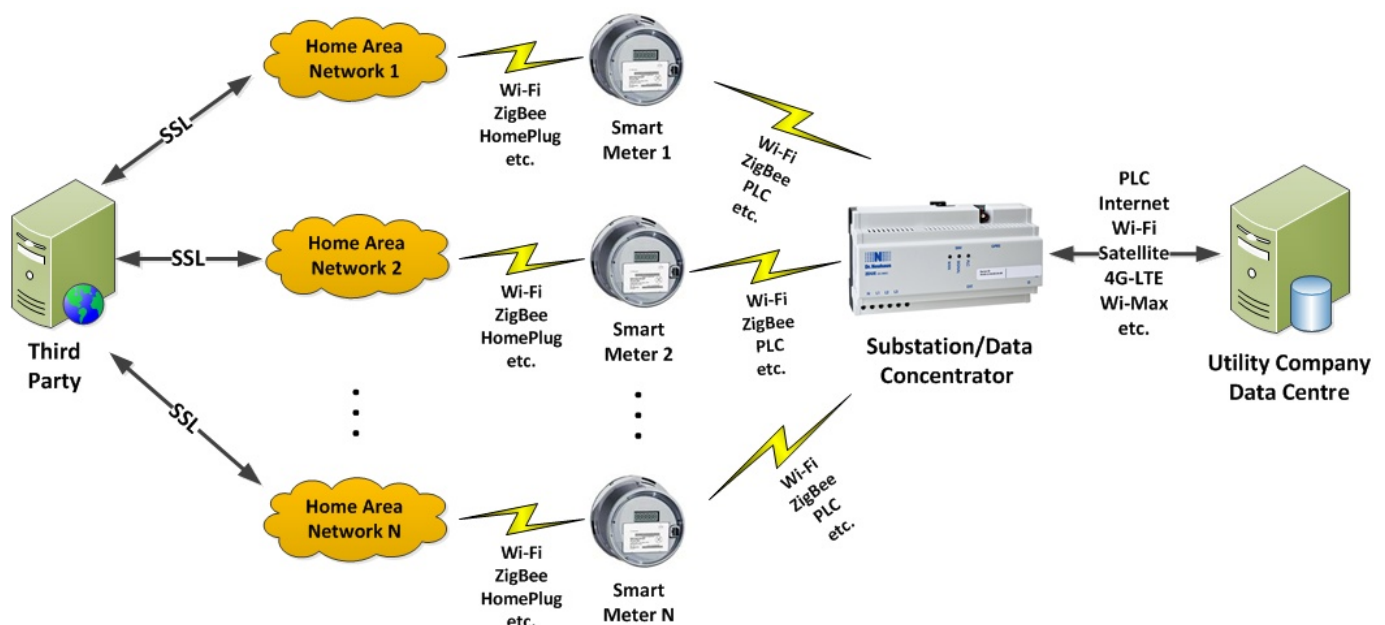 Home Area
Network 1
SSL
Wi-Fi
ZigBee
HomePlug
etc.
Smart
Meter 1
Wi-Fi
ZigBee
PLC
etc.
Third
Party
SSL
Home Area
Network 2
Wi-Fi
ZigBee
HomePlug
etc.
Smart
Meter 2
Wi-Fi
ZigBee
PLC
etc.
Substation/Data
Concentrator
PLC
Internet
Wi-Fi
Satellite
4G-LTE
Wi-Max
etc.
Utility Company
Data Centre
SSL
Home Area
Network N
Wi-Fi
ZigBee
HomePlug
etc.
Smart
Meter N
Wi-Fi
ZigBee
PLC
etc.